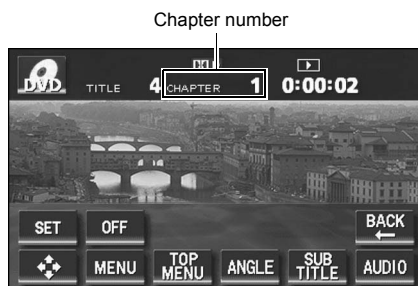 Chapter number
DVD TITLE 4 CHAPTER 1 0:00:02
SET OFF BACK
MENU TOP MENU ANGLE SUB TITLE AUDIO